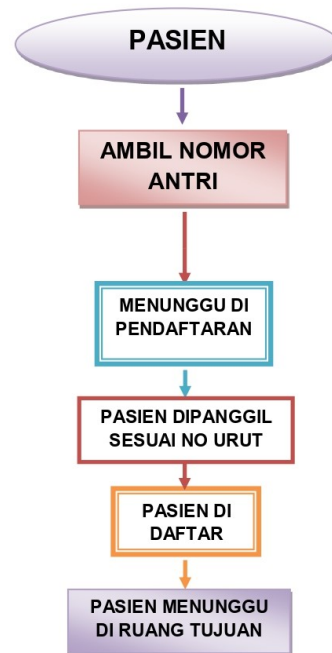 PASIEN
AMBIL NOMOR
ANTRI
MENUNGGU DI
PENDAFTARAN
PASIEN DIPANGGIL
SESUAI NO URUT
PASIEN DI
DAFTAR
PASIEN MENUNGGU
DI RUANG TUJUAN